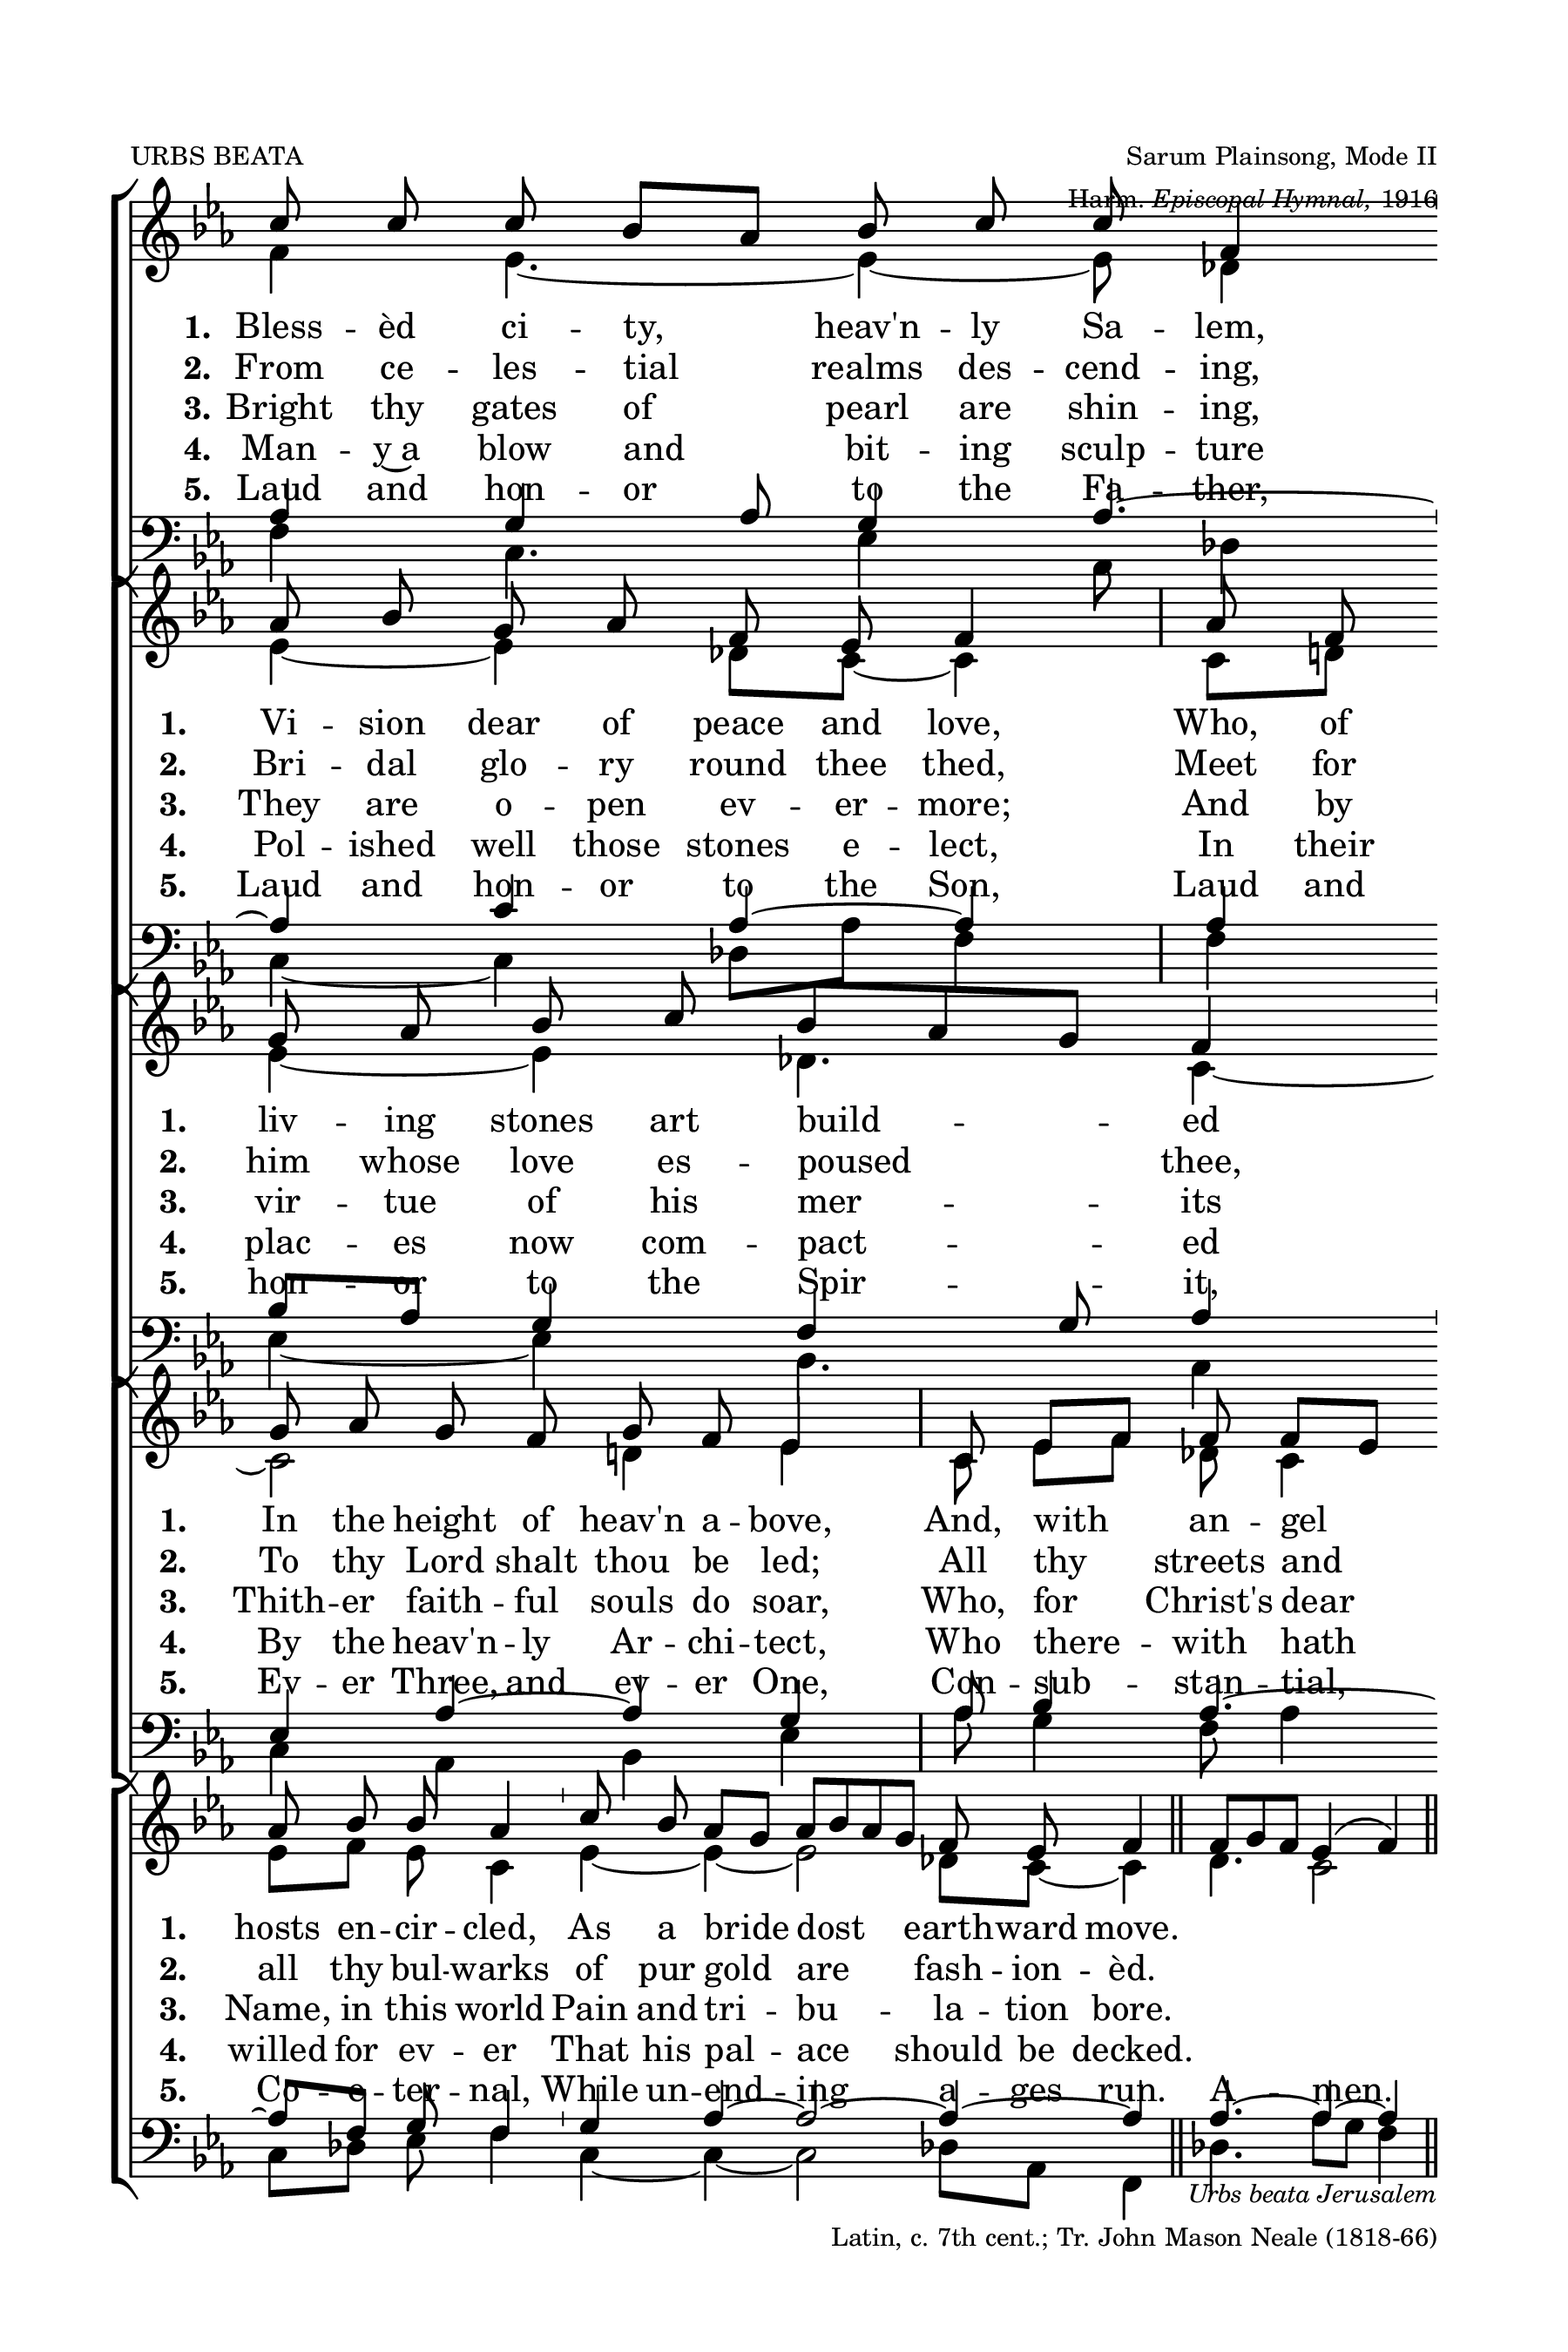 URBS BEATA
Sarum Plainsong, Mode II
Harm. Episcopal Hymnal, 1916
1. Bless -- èd ci -- ty, heav'n -- ly Sa -- lem,
2. From ce -- les -- tial realms des -- cend -- ing,
3. Bright thy gates of pearl are shin -- ing,
4. Man -- y a blow and bit -- ing sculp -- ture
5. Laud and hon -- or to the Fa -- ther,
1. Vi -- sion dear of peace and love, Who, of
2. Bri -- dal glo -- ry round thee thed, Meet for
3. They are o -- pen ev -- er -- more; And by
4. Pol -- ished well those stones e -- lect, In their
5. Laud and hon -- or to the Son, Laud and
1. liv -- ing stones art build -- ed
2. him whose love es -- poused thee,
3. vir -- tue of his mer -- its
4. plac -- es now com -- pact -- ed
5. hon -- or to the Spir -- it,
1. In the height of heav'n a -- bove, And, with an -- gel
2. To thy Lord shalt thou be led; All thy streets and
3. Thith -- er faith -- ful souls do soar, Who, for Christ's dear
4. By the heav'n -- ly Ar -- chi -- tect, Who there -- with hath
5. Ev -- er Three, and ev -- er One, Con -- sub -- stan -- tial,
1. hosts en -- cir -- cled, As a bride dost earthward move.
2. all thy bul -- warks of pur gold are fash -- ion -- èd.
3. Name, in this world Pain and tri -- bu -- la -- tion bore.
4. willed for ev -- er That his pal -- ace should be decked.
5. Co -- e -- ter -- nal, While un -- end -- ing a -- ges run. A -- men.
Urbs beata Jerusalem
Latin, c. 7th cent.; Tr. John Mason Neale (1818-66)